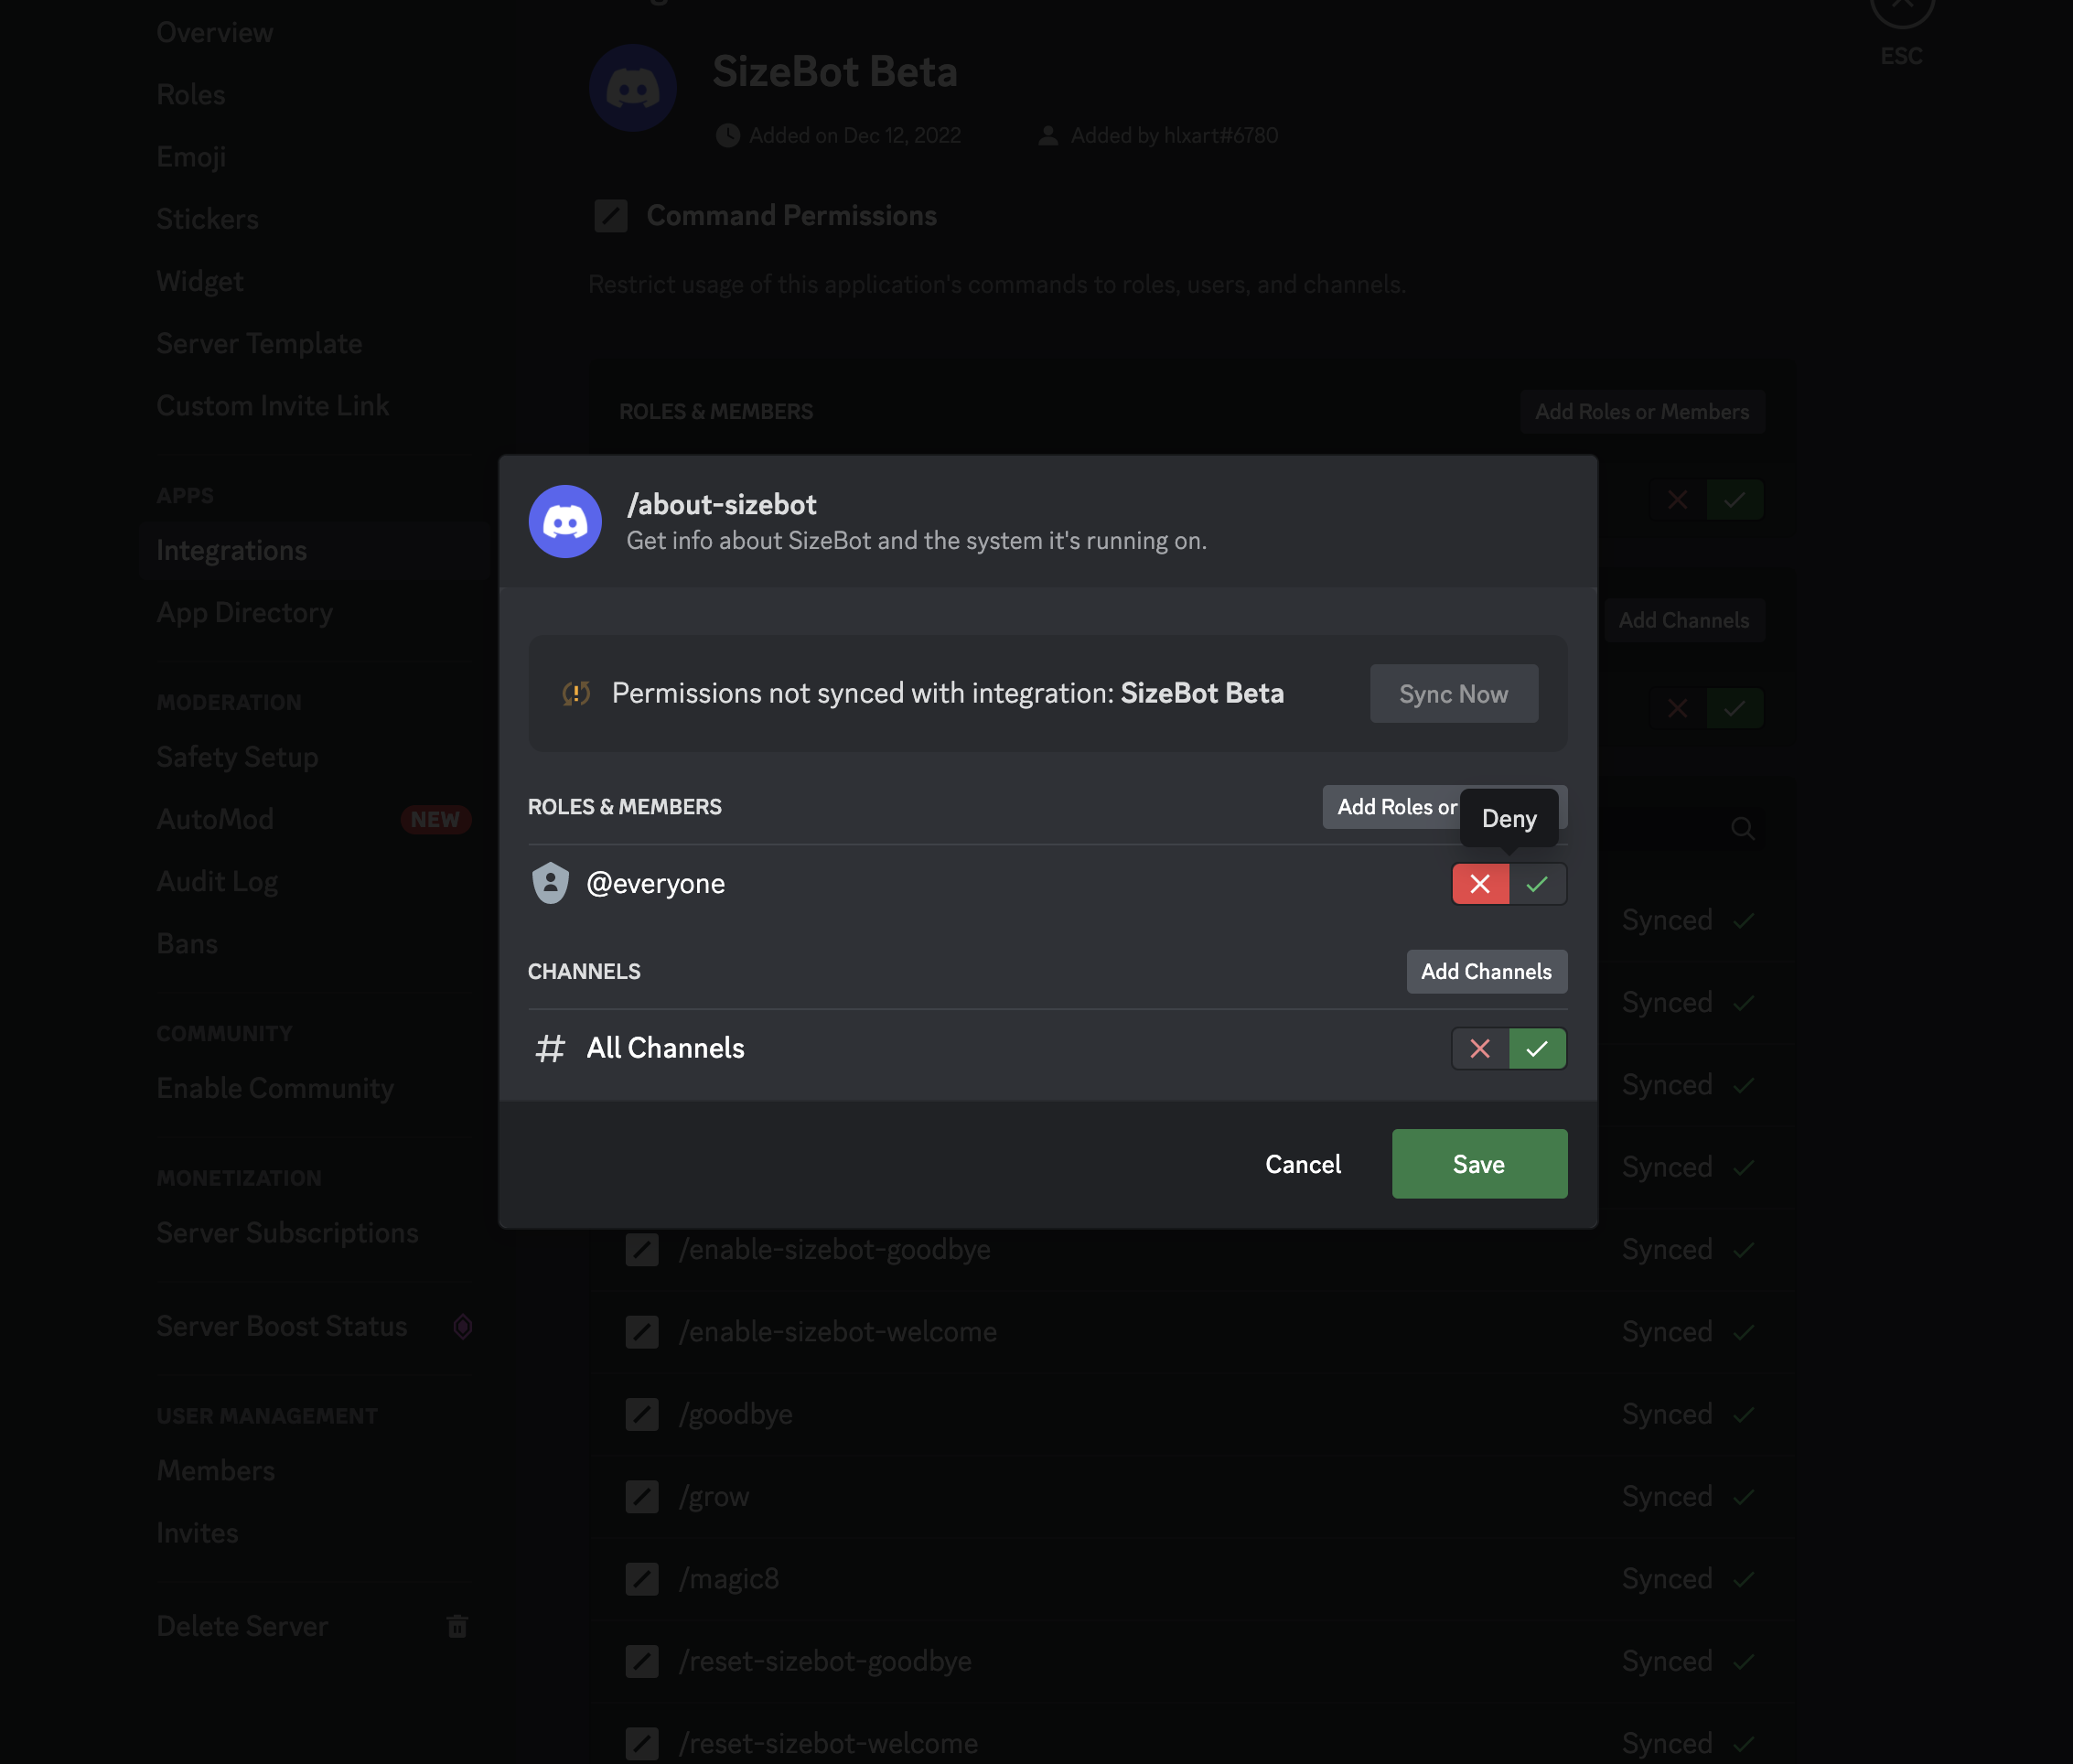 Overview
Roles
Emoji
Stickers
Widget
Server Template
Custom Invite Link
APPS
Integrations
App Directory
MODERATION
Safety Setup
AutoMod NEW
Audit Log
Bans
COMMUNITY
Enable Community
MONETIZATION
Server Subscriptions
Server Boost Status
USER MANAGEMENT
Members
Invites
Delete Server
ESC
SizeBot Beta
Added on Dec 12, 2022 Added by hlxart#6780
Command Permissions
Restrict usage of this application's commands to roles, users, and channels.
ROLES & MEMBERS Add Roles or Members
Add Channels
/about-sizebot
Get info about SizeBot and the system it's running on.
Permissions not synced with integration: SizeBot Beta Sync Now
ROLES & MEMBERS Add Roles or
Deny
@everyone
CHANNELS Add Channels
# All Channels
Cancel Save
Synced
Synced
Synced
Synced
/enable-sizebot-goodbye Synced
/enable-sizebot-welcome Synced
/goodbye Synced
/grow Synced
/magic8 Synced
/reset-sizebot-goodbye Synced
/reset-sizebot-welcome Synced